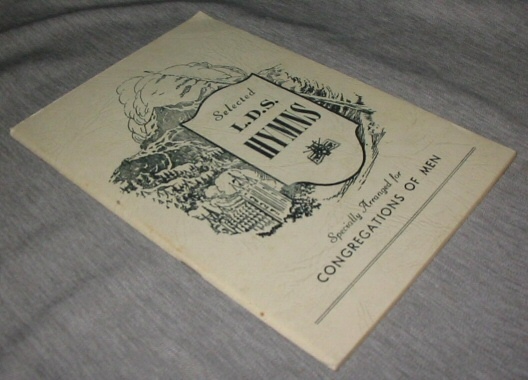 Selected
L.D.S.
HYMNS
Specially Arranged for
CONGREGATIONS OF MEN